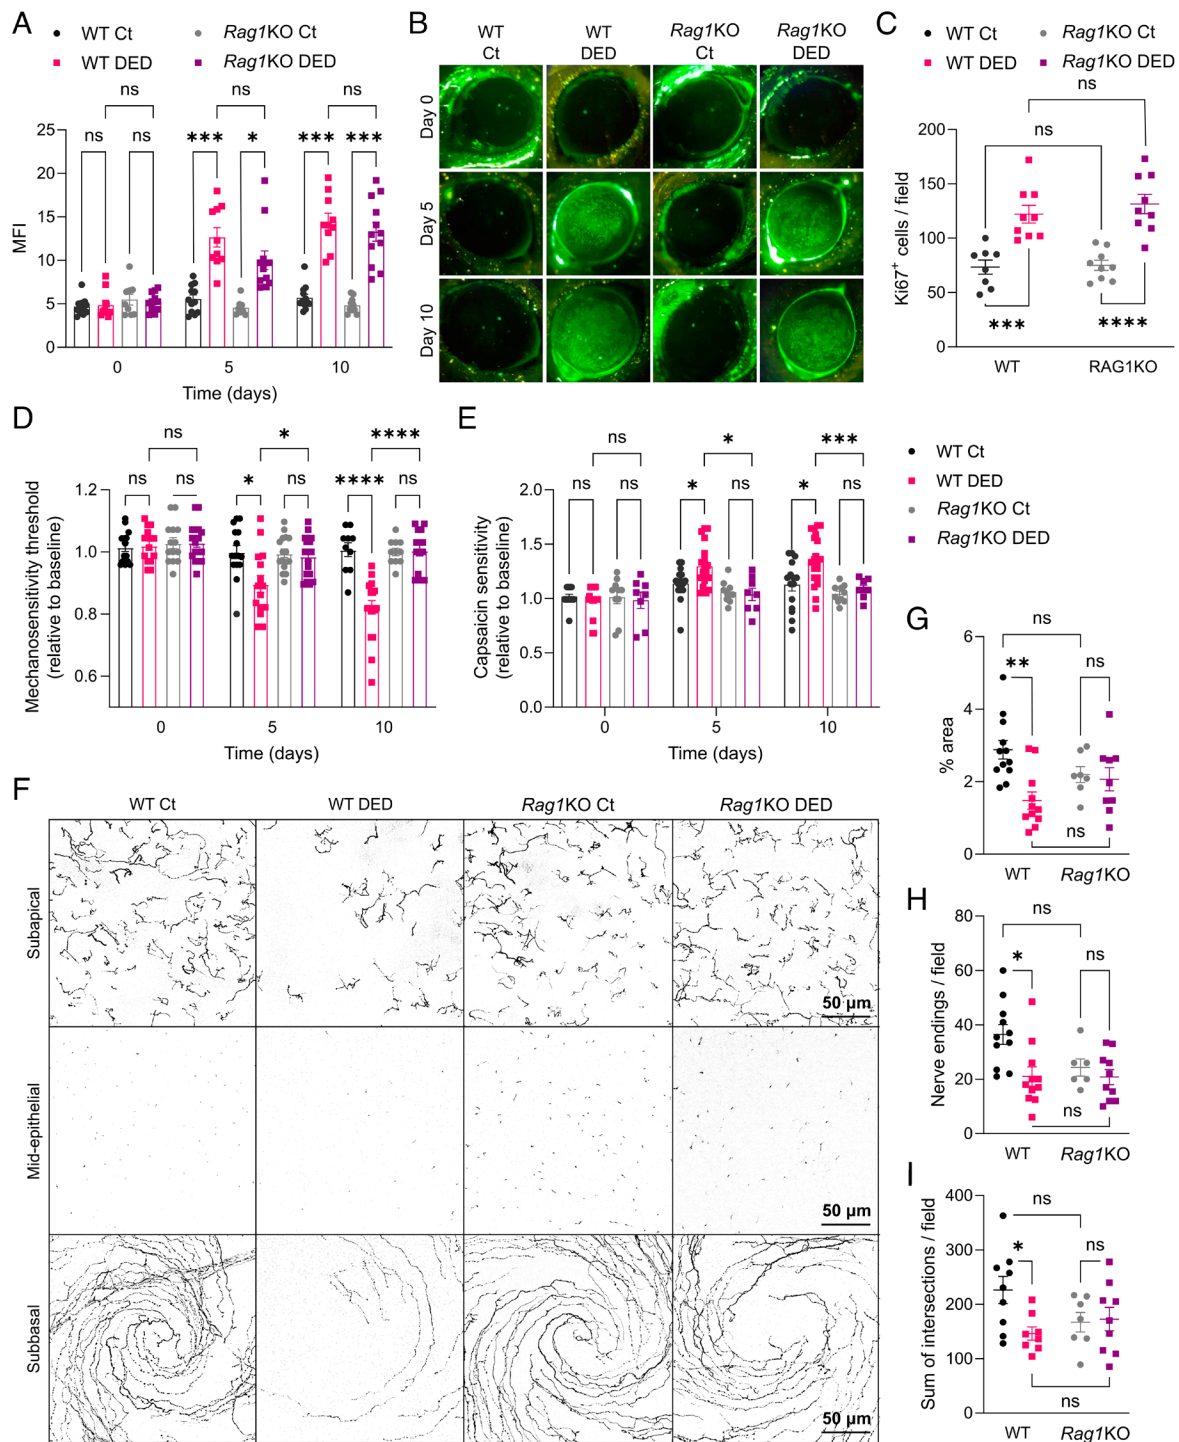 A
WT Ct
Rag1KO Ct
WT DED
Rag1KO DED
ns
ns
ns
ns
ns
***
*
***
***
25
20
15
10
5
0
MFI
0
5
10
Time (days)
B
WT
Ct
WT
DED
Rag1KO
Ct
Rag1KO
DED
Day 0
Day 5
Day 10
C
WT Ct
Rag1KO Ct
WT DED
Rag1KO DED
ns
ns
200
150
100
50
0
Ki67+ cells / field
***
****
WT
RAG1KO
D
ns
*
****
ns
ns
*
ns
****
ns
1.2
1.0
0.8
0.6
Mechanosensitivity threshold
(relative to baseline)
0
5
10
Time (days)
E
ns
*
***
ns
ns
*
ns
*
ns
2.0
1.5
1.0
0.5
0.0
Capsaicin sensitivity
(relative to baseline)
0
5
10
Time (days)
WT Ct
WT DED
Rag1KO Ct
Rag1KO DED
F
WT Ct
WT DED
Rag1KO Ct
Rag1KO DED
Subapical
50 µm
Mid-epithelial
50 µm
Subbasal
50 µm
G
ns
**
ns
6
4
2
0
% area
ns
WT
Rag1KO
H
ns
*
ns
80
60
40
20
0
Nerve endings / field
ns
WT
Rag1KO
I
ns
*
ns
400
300
200
100
0
Sum of intersections / field
ns
WT
Rag1KO